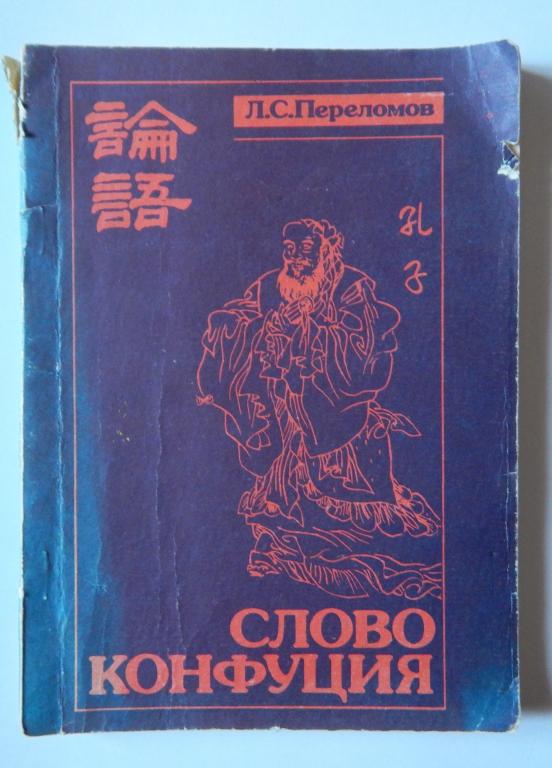 Л.С.Переломов
論
語
孔
子
СЛОВО
КОНФУЦИЯ